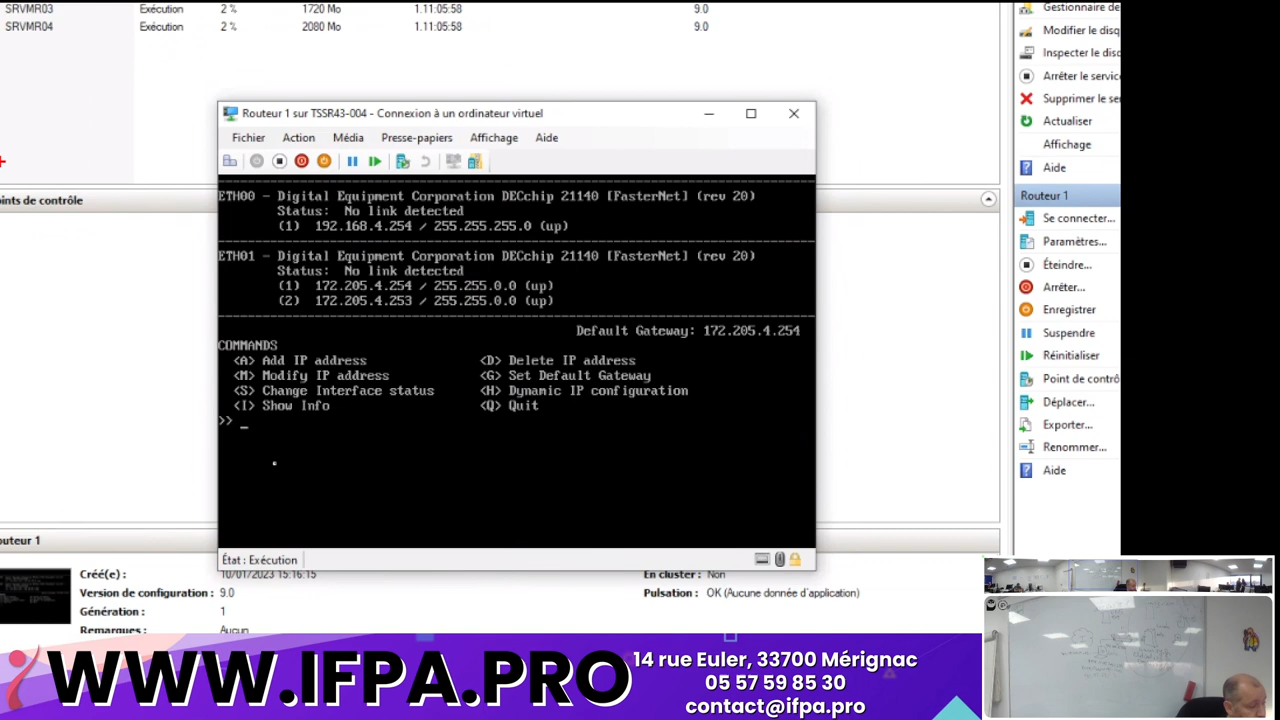 SRVMR03 Exécution 2 % 1720 Mo 1.11:05:58 9.0
SRVMR04 Exécution 2 % 2080 Mo 1.11:05:58 9.0
Gestionnaire de
Modifier le disq
Inspecter le disc
Arrêter le service
Supprimer le ser
Actualiser
Affichage
Aide
Routeur 1
Se connecter...
Paramètres...
Éteindre...
Arrêter...
Enregistrer
Suspendre
Réinitialiser
Point de contrô
Déplacer...
Exporter...
Renommer...
Aide
ints de contrôle
Routeur 1 sur TSSR43-004 - Connexion à un ordinateur virtuel
Fichier Action Média Presse-papiers Affichage Aide
ETH00 - Digital Equipment Corporation DECchip 21140 [FasterNet] (rev 20)
Status: No link detected
(1) 192.168.4.254 / 255.255.255.0 (up)
ETH01 - Digital Equipment Corporation DECchip 21140 [FasterNet] (rev 20)
Status: No link detected
(1) 172.205.4.254 / 255.255.0.0 (up)
(2) 172.205.4.253 / 255.255.0.0 (up)
Default Gateway: 172.205.4.254
COMMANDS
<A> Add IP address <D> Delete IP address
<M> Modify IP address <G> Set Default Gateway
<S> Change Interface status <H> Dynamic IP configuration
<I> Show Info <Q> Quit
>> _
État : Exécution
outeur 1
Créé(e) : 10/01/2023 15:16:15 En cluster : Non
Version de configuration : 9.0 Pulsation : OK (Aucune donnée d'application)
Génération : 1
Remarques : Aucun
WWW.IFPA.PRO
14 rue Euler, 33700 Mérignac
05 57 59 85 30
contact@ifpa.pro